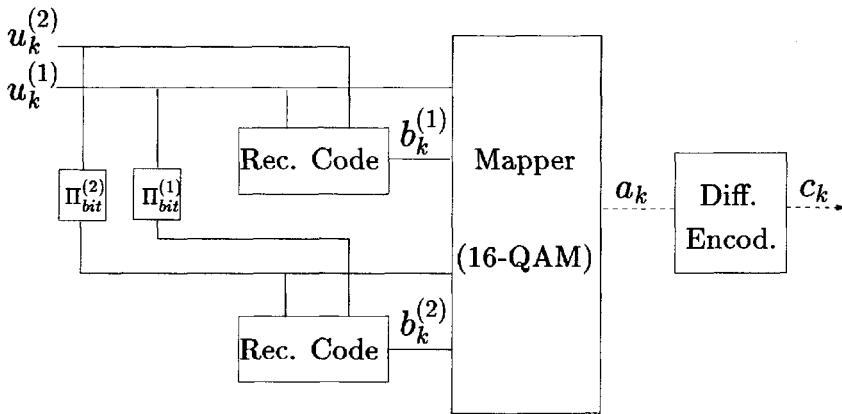 u_k^{(2)}
u_k^{(1)}
b_k^{(1)}
Rec. Code
Mapper
Π_{bit}^{(2)}
Π_{bit}^{(1)}
a_k
Diff.
Encod.
c_k
(16-QAM)
b_k^{(2)}
Rec. Code